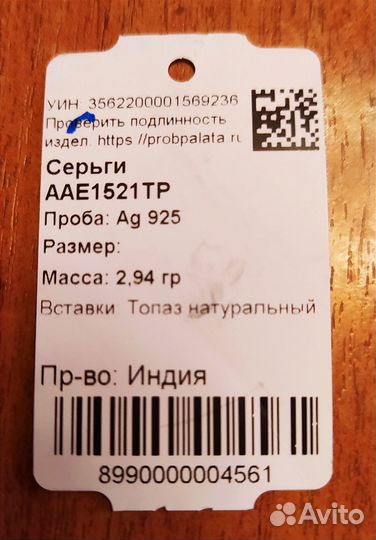 УИН: 3562200001569236
Проверить подлинность
издел. https://probpalata ru
Серьги
AAE1521TP
Проба: Ag 925
Размер:
Масса: 2,94 гр
Вставки: Топаз натуральный
Пр-во: Индия
8990000004561
Avito